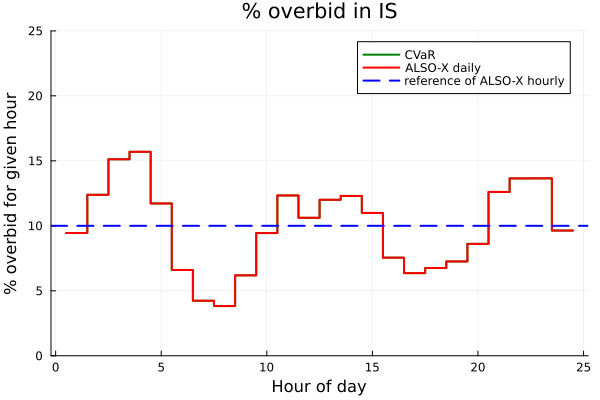 % overbid in IS
% overbid for given hour
25
20
15
10
5
0
CVaR
ALSO-X daily
reference of ALSO-X hourly
0 5 10 15 20 25
Hour of day